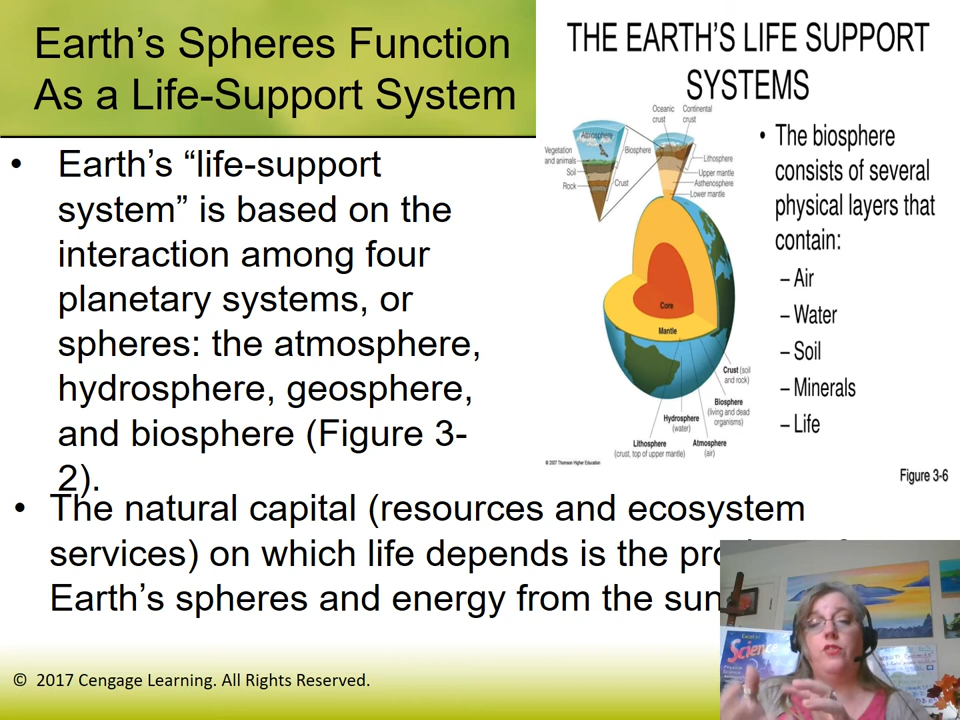 Earth's Spheres Function
As a Life-Support System
• Earth's “life-support
system” is based on the
interaction among four
planetary systems, or
spheres: the atmosphere,
hydrosphere, geosphere,
and biosphere (Figure 3-
2).
• The natural capital (resources and ecosystem
services) on which life depends is the
Earth's spheres and energy from the sun
© 2017 Cengage Learning. All Rights Reserved.
THE EARTH'S LIFE SUPPORT
SYSTEMS
Oceanic
crust
Continental
crust
Atmosphere
Vegetation
and animals
Soil
Rock
Biosphere
Crust
Lithosphere
Upper mantle
Asthenosphere
Lower mantle
Core
Mantle
Crust (soil
and rock)
Biosphere
(living and dead
organisms)
Hydrosphere
(water)
Lithosphere
(crust, top of upper mantle)
Atmosphere
(air)
© 2007 Thomson Higher Education
• The biosphere
consists of several
physical layers that
contain:
– Air
– Water
– Soil
– Minerals
– Life
Figure 3-6
Science